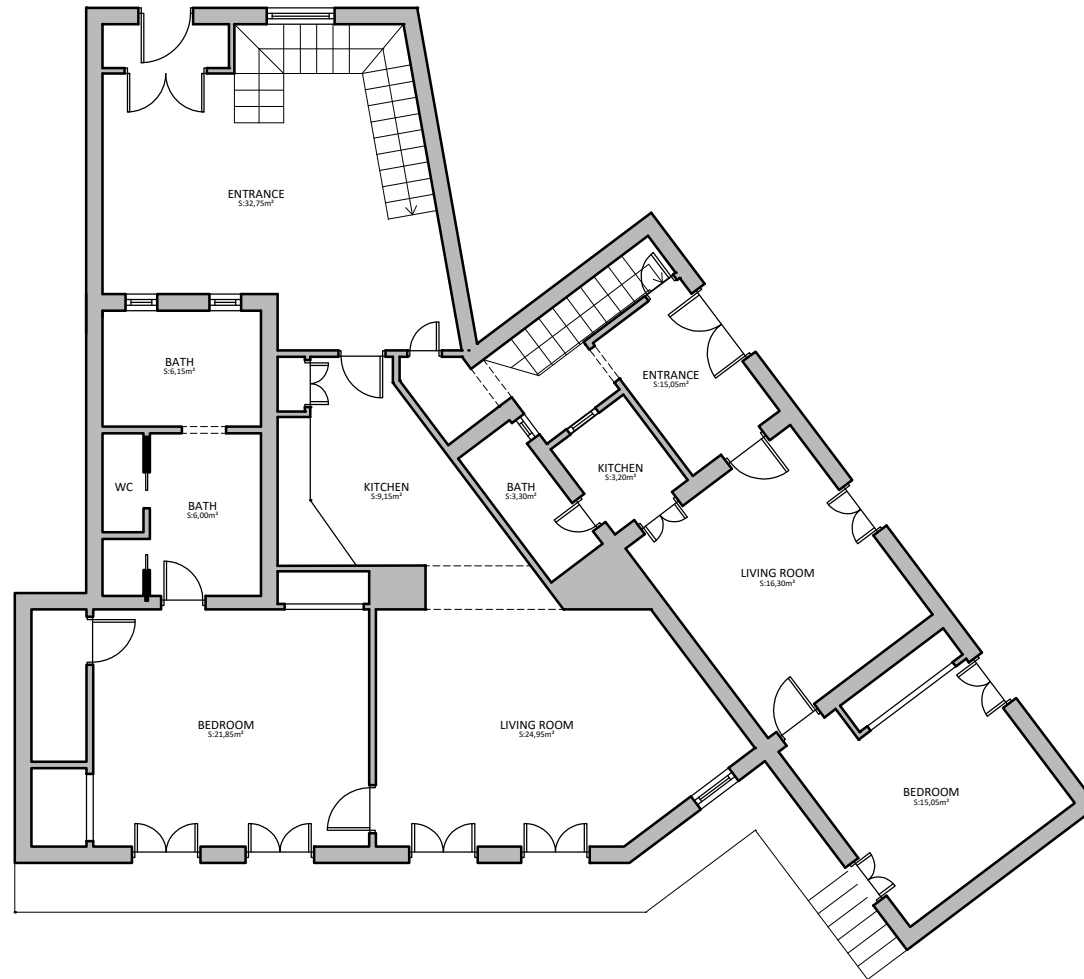 ENTRANCE
S:32,75m²
BATH
S:6,15m²
ENTRANCE
S:15,05m²
WC
BATH
S:6,00m²
KITCHEN
S:9,15m²
BATH
S:3,30m²
KITCHEN
S:3,20m²
LIVING ROOM
S:16,30m²
BEDROOM
S:21,85m²
LIVING ROOM
S:24,95m²
BEDROOM
S:15,05m²